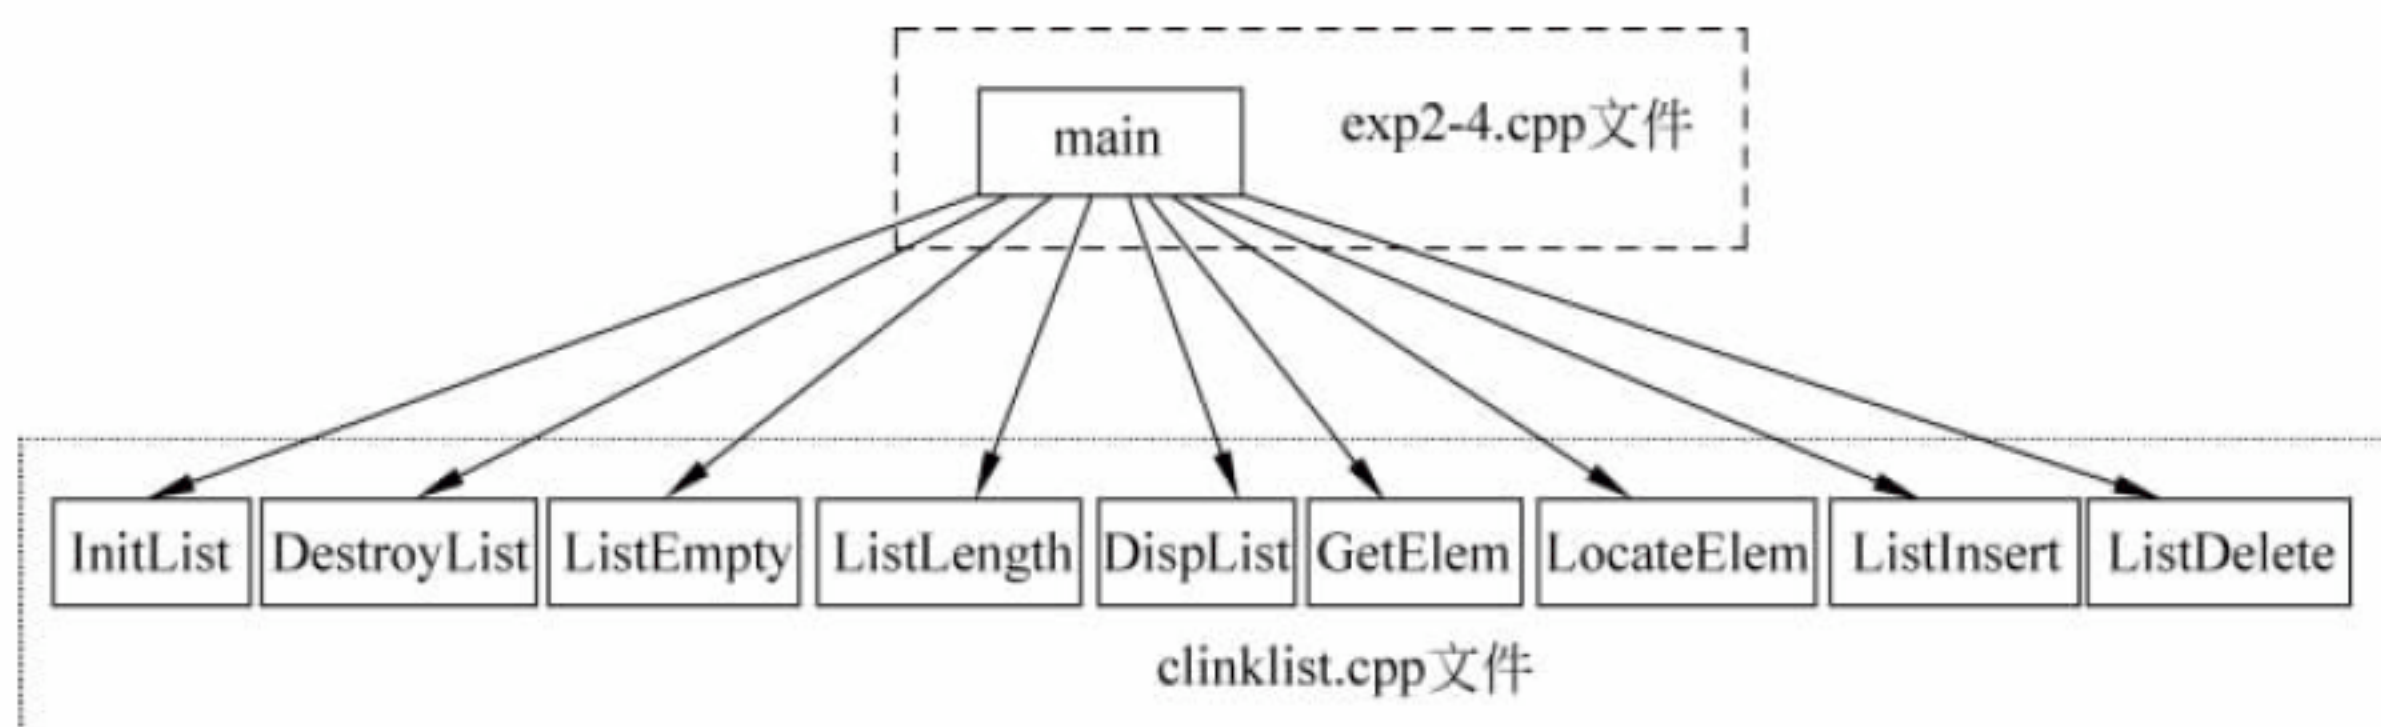 main
exp2-4.cpp文件
InitList
DestroyList
ListEmpty
ListLength
DispList
GetElem
LocateElem
ListInsert
ListDelete
clinklist.cpp文件